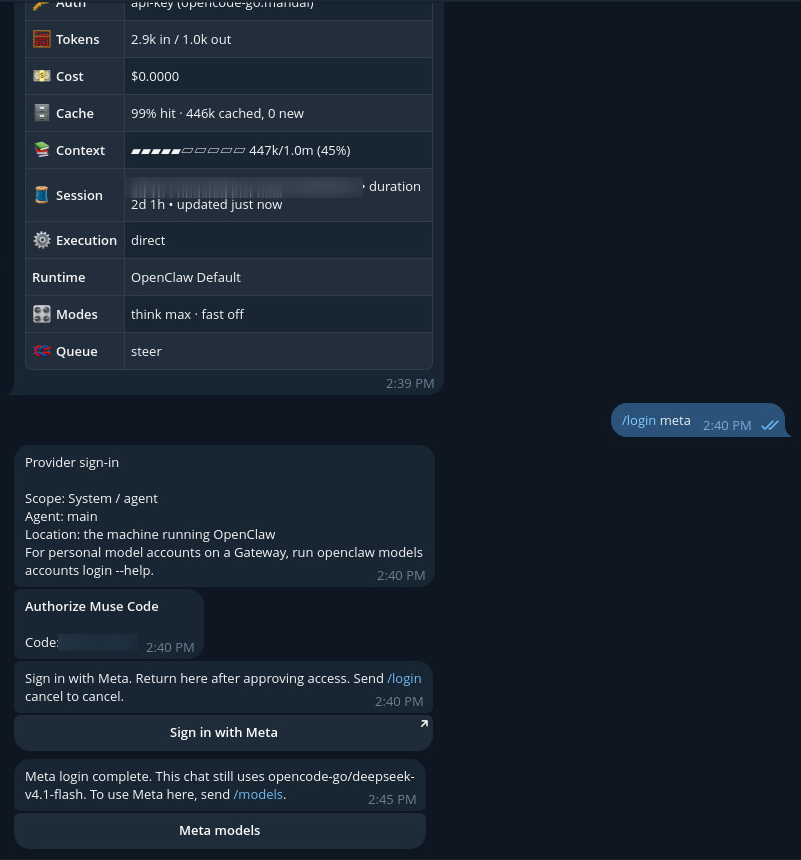 Auth api-key (opencode-go:manual)
Tokens 2.9k in / 1.0k out
Cost $0.0000
Cache 99% hit · 446k cached, 0 new
Context ▰▰▰▰▰▱▱▱▱▱ 447k/1.0m (45%)
Session • duration
2d 1h • updated just now
Execution direct
Runtime OpenClaw Default
Modes think max · fast off
Queue steer
2:39 PM
/login meta 2:40 PM
Provider sign-in
Scope: System / agent
Agent: main
Location: the machine running OpenClaw
For personal model accounts on a Gateway, run openclaw models
accounts login --help.
2:40 PM
Authorize Muse Code
Code: 2:40 PM
Sign in with Meta. Return here after approving access. Send /login
cancel to cancel.
2:40 PM
Sign in with Meta
Meta login complete. This chat still uses opencode-go/deepseek-
v4.1-flash. To use Meta here, send /models.
2:45 PM
Meta models